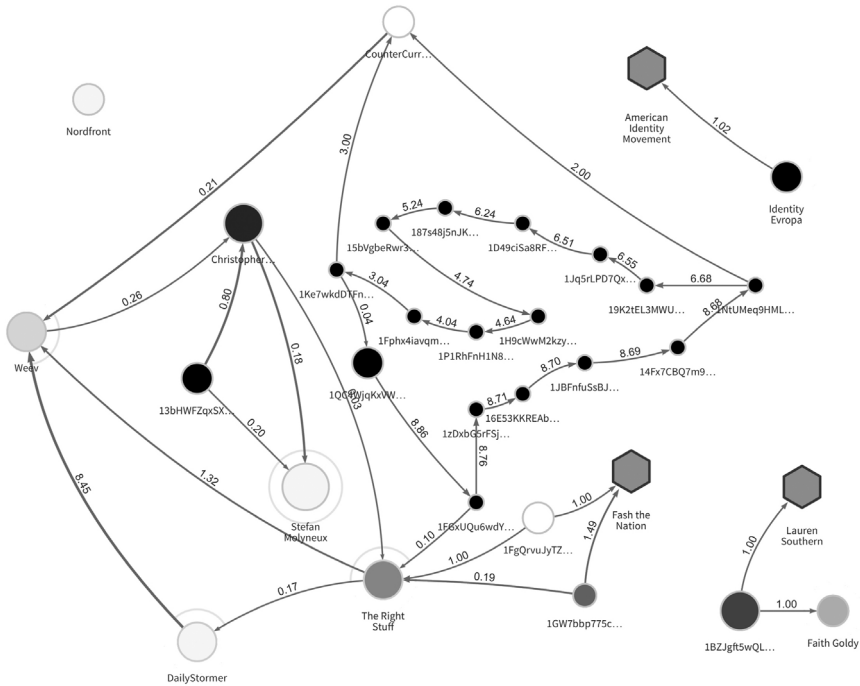 CounterCurr…
Nordfront
American
Identity
Movement
1.02
Identity
Evropa
0.21
3.00
2.00
Christopher…
5.24
187s48j5nJK…
6.24
15bVgbeRwr3…
1D49ciSa8RF…
6.51
1Jq5rLPD7Qx…
6.55
19K2tEL3MWU…
6.68
1NtUMeq9HML…
4.74
3.04
1Ke7wkdDTFn…
0.26
0.80
0.04
1Fphx4iavqm…
4.04
4.64
1H9cWwM2kzy…
1P1RhFnH1N8…
8.68
Weev
0.18
8.70
8.69
14Fx7CBQ7m9…
1JBFnfuSsBJ…
13bHWFZqxSX…
0.03
8.71
16E53KKREAb…
0.20
8.86
1zDxbG5rFSj…
8.76
8.45
1.32
Stefan
Molyneux
1F6xUQu6wdY…
1.00
Fash the
Nation
Lauren
Southern
0.10
1.00
1FgQrvuJyTZ…
1.49
1.00
0.17
0.19
The Right
Stuff
1GW7bbp775c…
1.00
1BZJgft5wQL…
Faith Goldy
DailyStormer